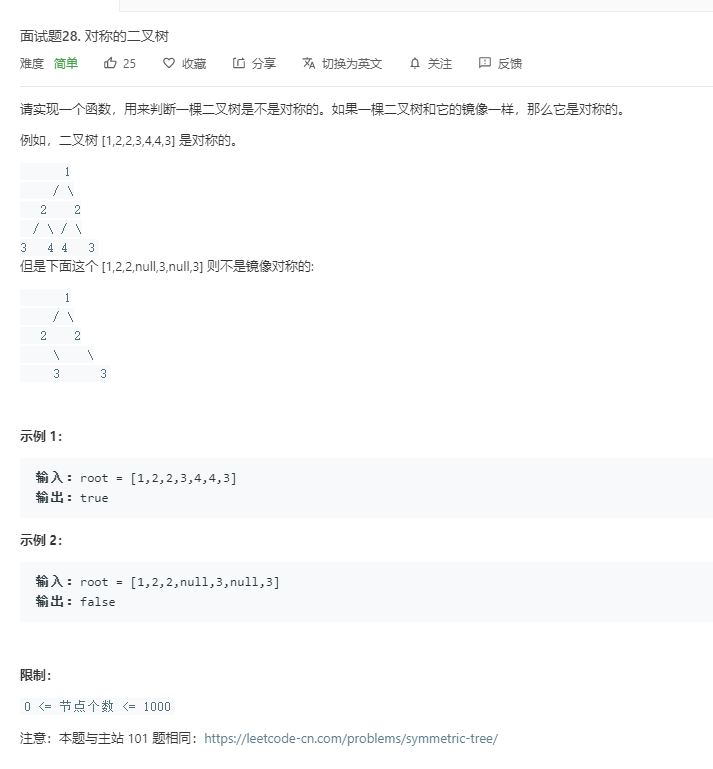 面试题28. 对称的二叉树
难度 简单 25 收藏 分享 切换为英文 关注 反馈
请实现一个函数，用来判断一棵二叉树是不是对称的。如果一棵二叉树和它的镜像一样，那么它是对称的。
例如，二叉树 [1,2,2,3,4,4,3] 是对称的。
1
/ \
2 2
/ \ / \
3 4 4 3
但是下面这个 [1,2,2,null,3,null,3] 则不是镜像对称的:
1
/ \
2 2
\ \
3 3
示例 1：
输入：root = [1,2,2,3,4,4,3]
输出：true
示例 2：
输入：root = [1,2,2,null,3,null,3]
输出：false
限制：
0 <= 节点个数 <= 1000
注意：本题与主站 101 题相同：https://leetcode-cn.com/problems/symmetric-tree/